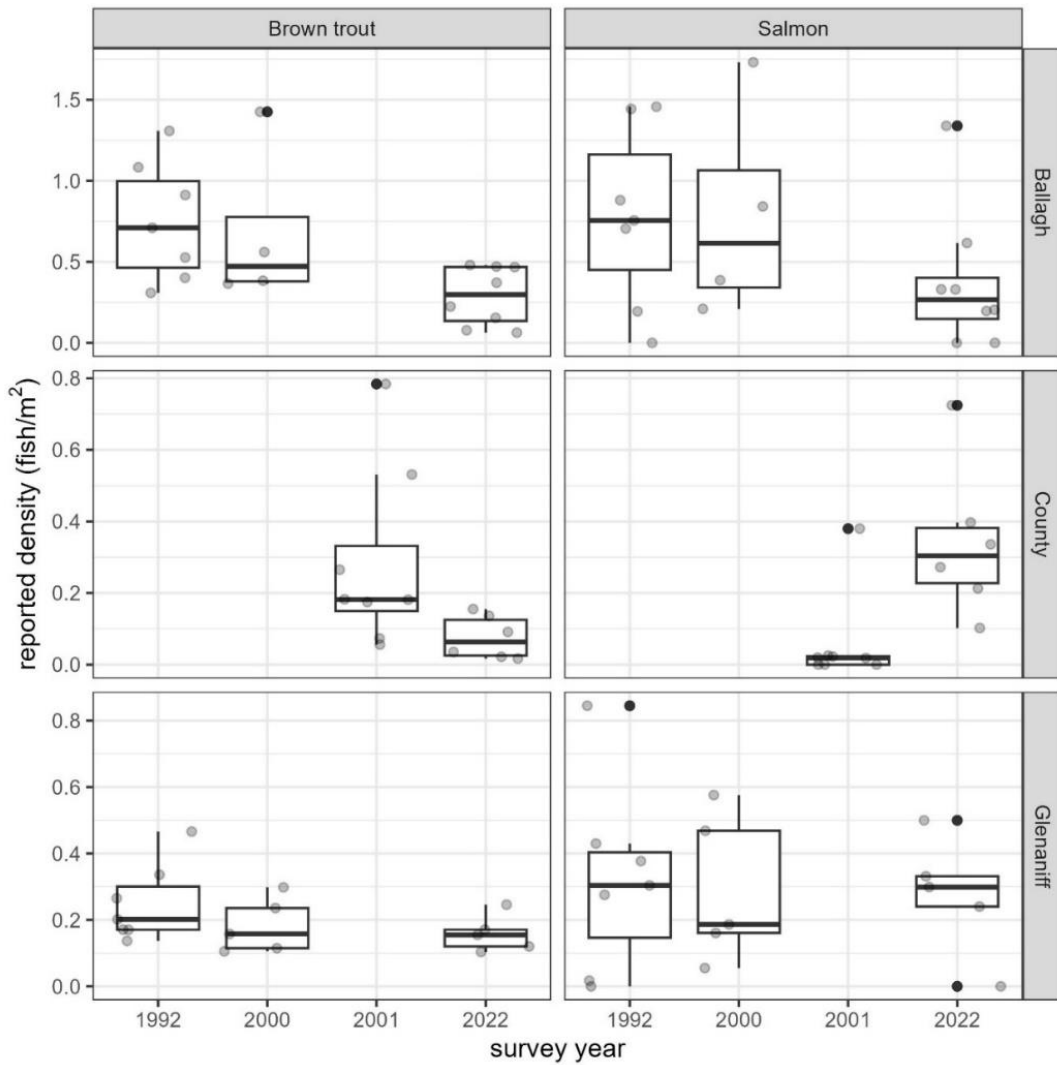 Brown trout
Salmon
reported density (fish/m²)
1.5
1.0
0.5
0.0
Ballagh
0.8
0.6
0.4
0.2
0.0
County
0.8
0.6
0.4
0.2
0.0
Glenaniff
1992 2000 2001 2022
1992 2000 2001 2022
survey year